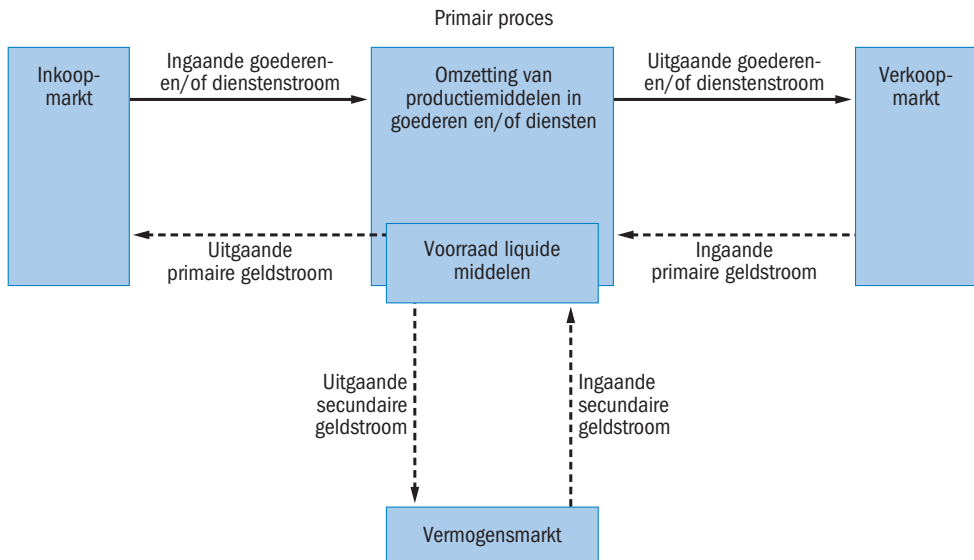 Primair proces
Inkoop-
markt
Ingaande goederen-
en/of dienstenstroom
Omzetting van
productiemiddelen in
goederen en/of diensten
Uitgaande goederen-
en/of dienstenstroom
Verkoop-
markt
Uitgaande
primaire geldstroom
Voorraad liquide
middelen
Ingaande
primaire geldstroom
Uitgaande
secundaire
geldstroom
Ingaande
secundaire
geldstroom
Vermogensmarkt